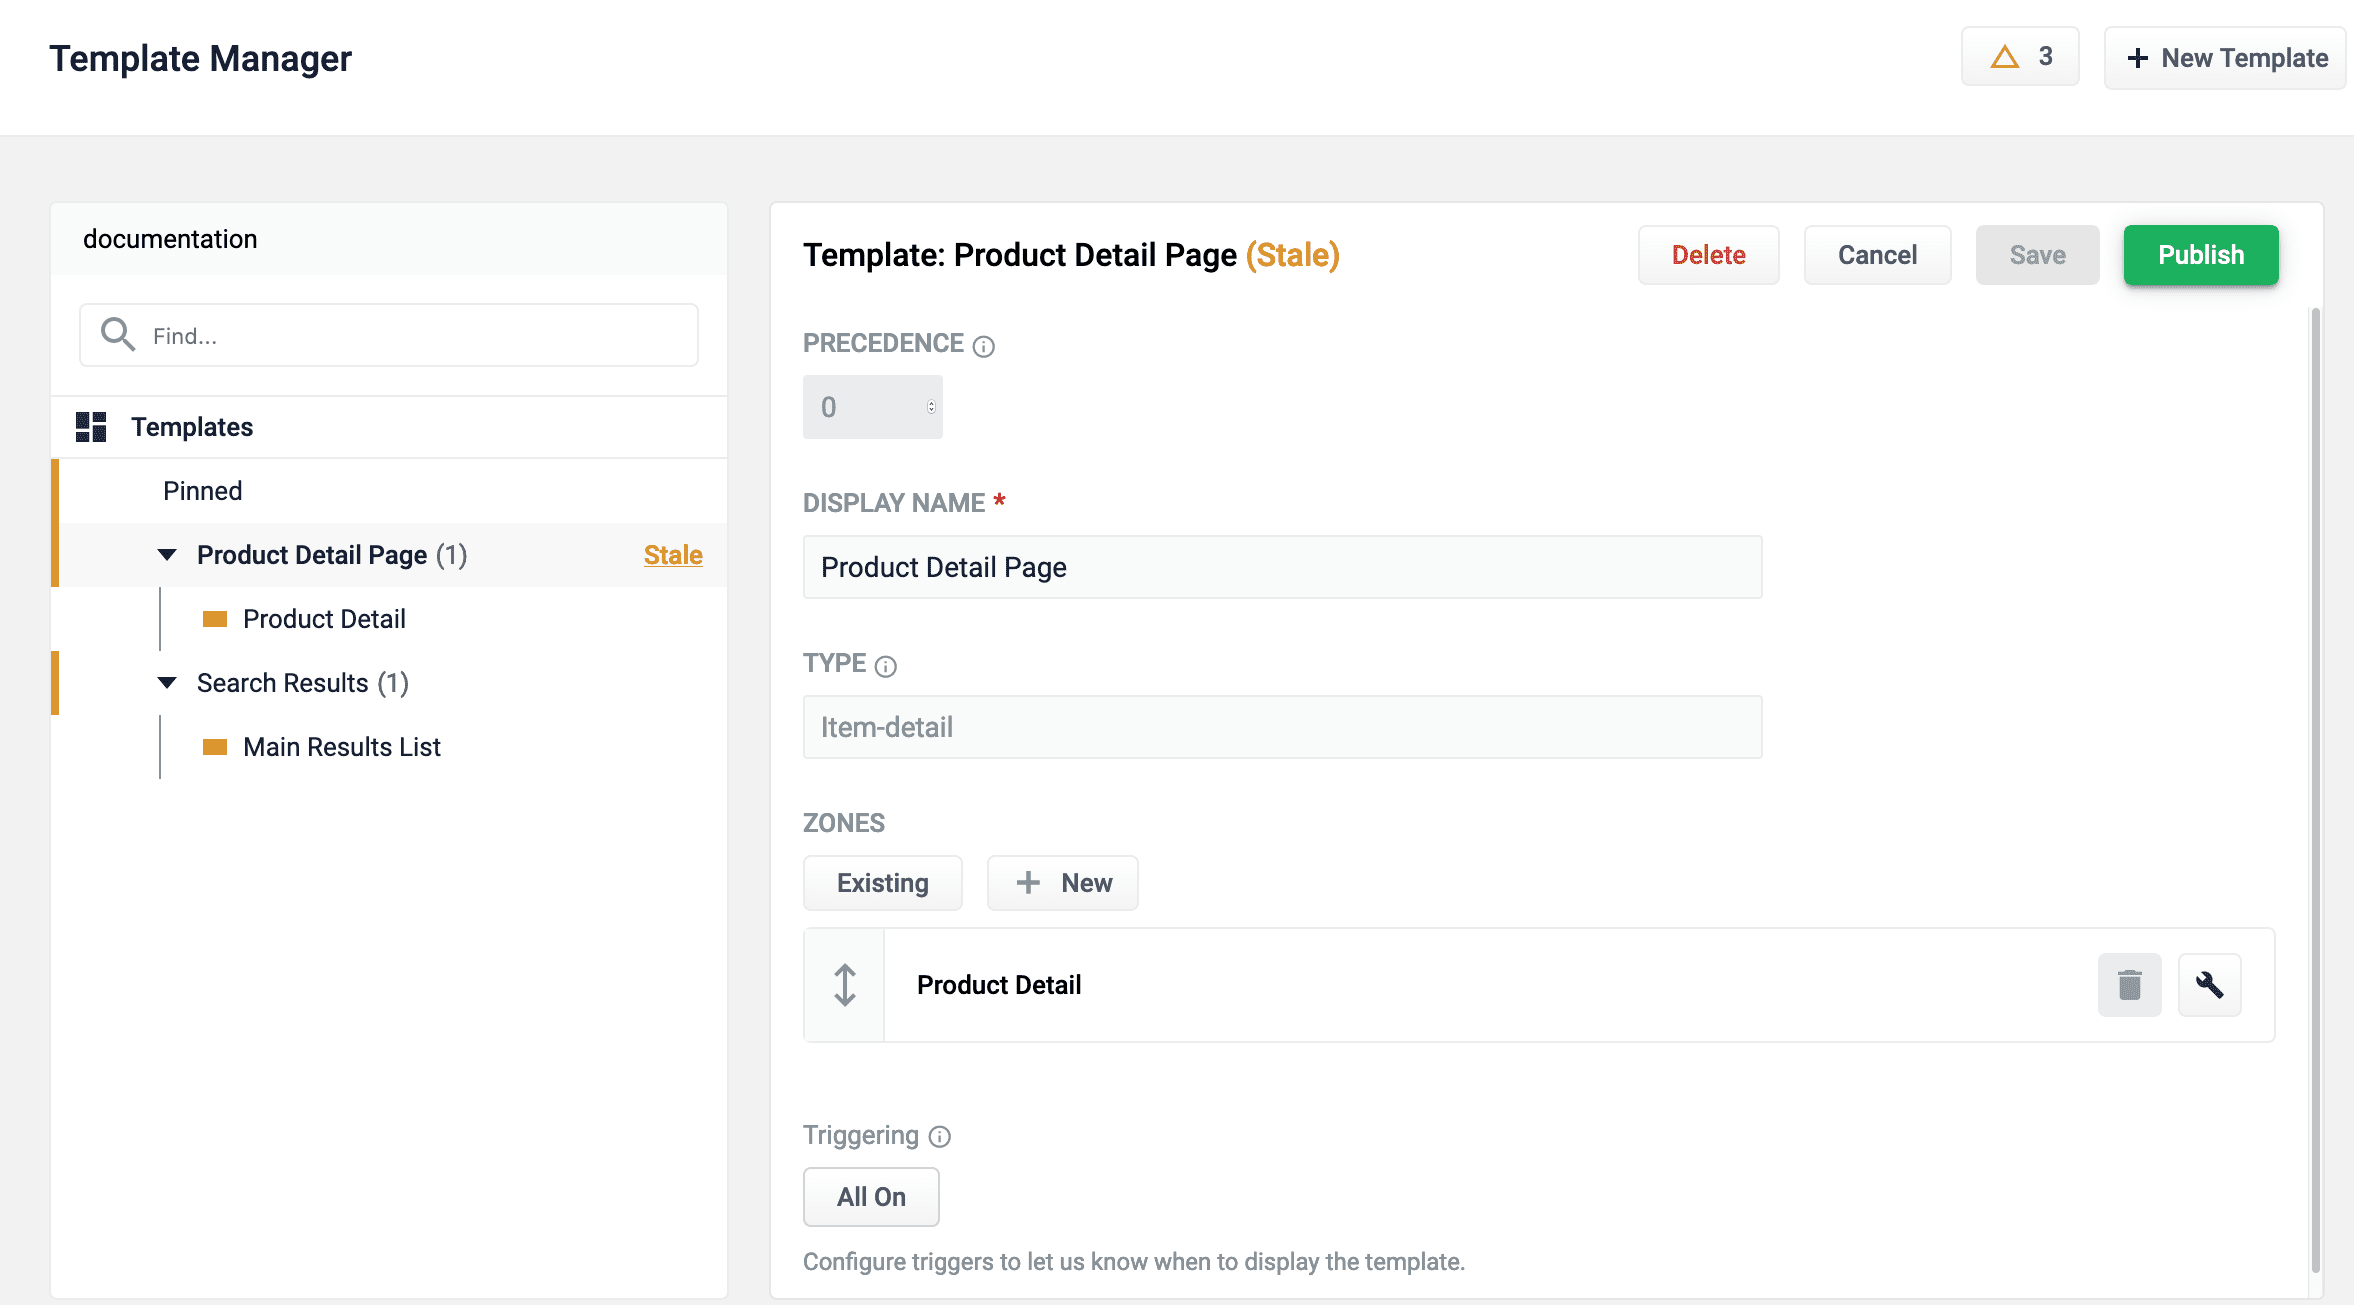 Template Manager
3
+ New Template
documentation
Find...
Templates
Pinned
Product Detail Page (1)
Stale
Product Detail
Search Results (1)
Main Results List
Template: Product Detail Page (Stale)
Delete
Cancel
Save
Publish
PRECEDENCE
0
DISPLAY NAME *
Product Detail Page
TYPE
Item-detail
ZONES
Existing
+ New
Product Detail
Triggering
All On
Configure triggers to let us know when to display the template.